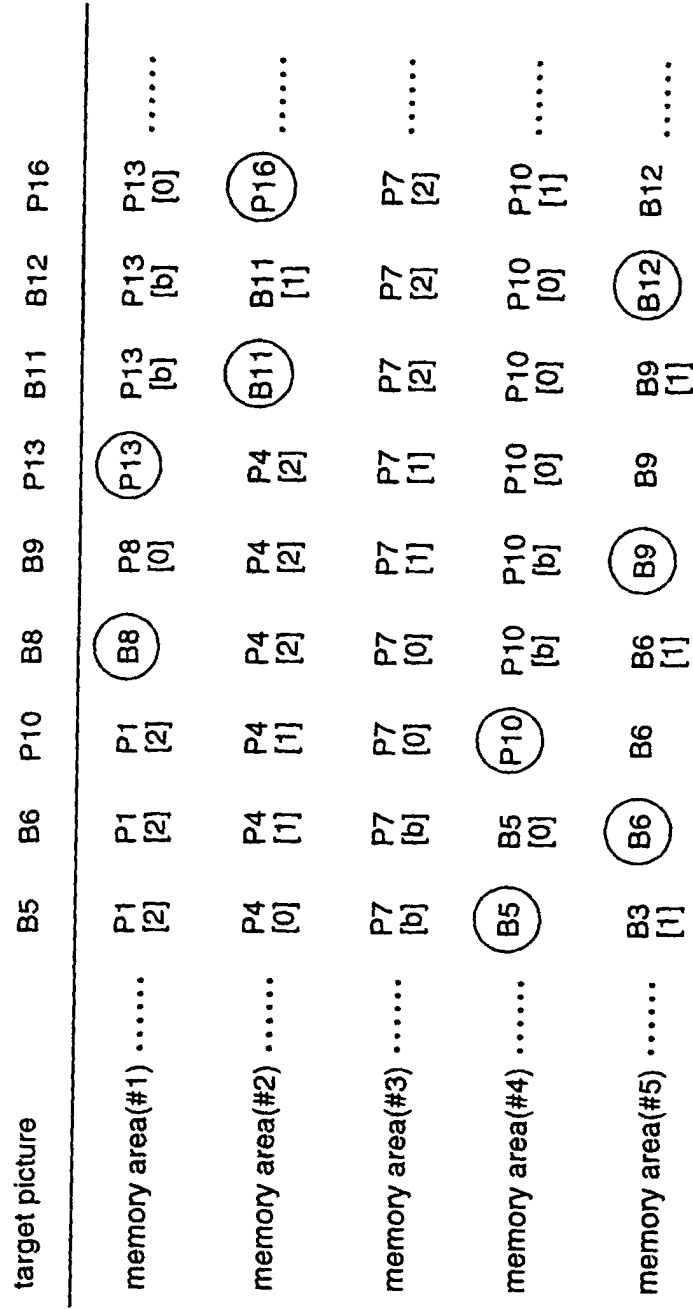 target picture B5 B6 P10 B8 B9 P13 B11 B12 P16
memory area(#1) ...... P1 P1 P1 B8 P8 P13 P13 P13 P13 ......
[2] [2] [2] [0] [b] [b] [0]
memory area(#2) ...... P4 P4 P4 P4 P4 P4 B11 B11 P16 ......
[0] [1] [1] [2] [2] [2] [1]
memory area(#3) ...... P7 P7 P7 P7 P7 P7 P7 P7 P7 ......
[b] [b] [0] [0] [1] [1] [2] [2] [2]
memory area(#4) ...... B5 B5 P10 P10 P10 P10 P10 P10 P10 ......
[0] [b] [b] [0] [0] [0] [1]
memory area(#5) ...... B3 B6 B6 B6 B9 B9 B9 B12 B12 ......
[1] [1] [1]